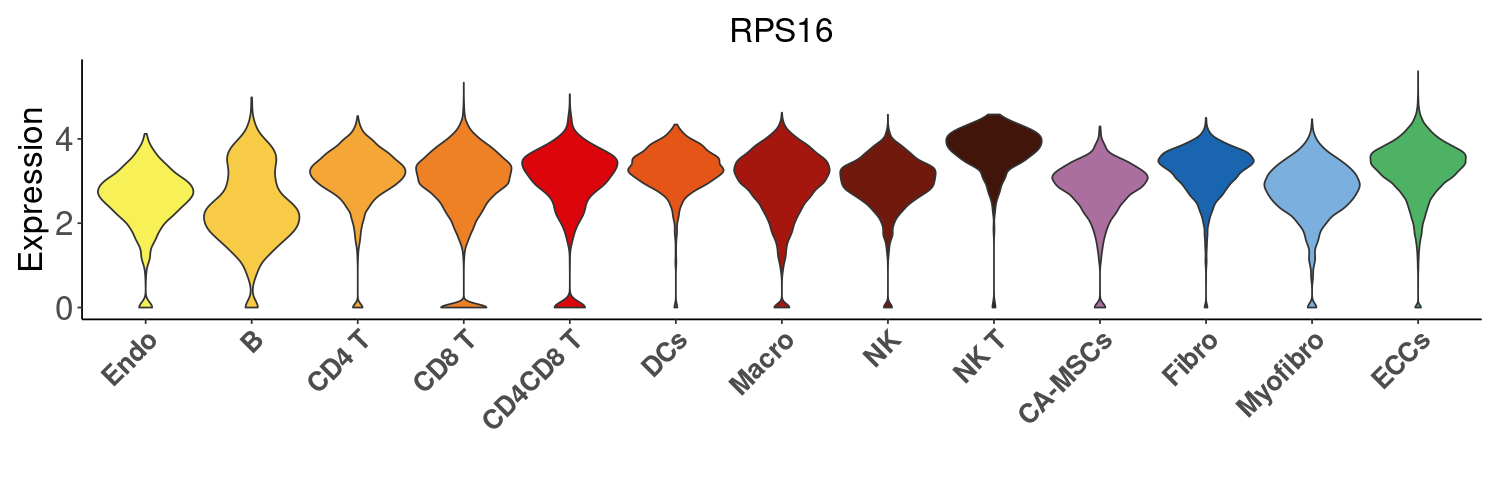 RPS16
Expression
4
2
0
Endo
B
CD4 T
CD8 T
CD4CD8 T
DCs
Macro
NK
NK T
CA-MSCs
Fibro
Myofibro
ECCs